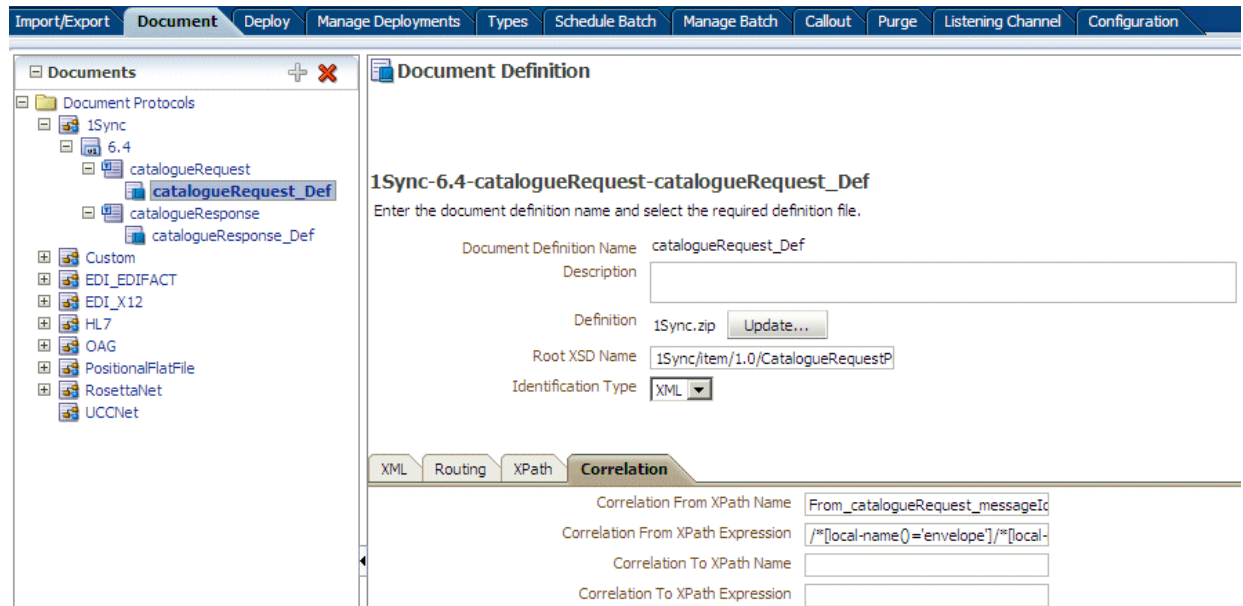 Import/Export Document Deploy Manage Deployments Types Schedule Batch Manage Batch Callout Purge Listening Channel Configuration
Documents
Document Protocols
1Sync
6.4
catalogueRequest
catalogueRequest_Def
catalogueResponse
catalogueResponse_Def
Custom
EDI_EDIFACT
EDI_X12
HL7
OAG
PositionalFlatFile
RosettaNet
UCCNet
Document Definition
1Sync-6.4-catalogueRequest-catalogueRequest_Def
Enter the document definition name and select the required definition file.
Document Definition Name catalogueRequest_Def
Description
Definition 1Sync.zip Update...
Root XSD Name 1Sync/item/1.0/CatalogueRequestP
Identification Type XML
XML Routing XPath Correlation
Correlation From XPath Name From_catalogueRequest_messageId
Correlation From XPath Expression /*[local-name()='envelope']/*[local-
Correlation To XPath Name
Correlation To XPath Expression